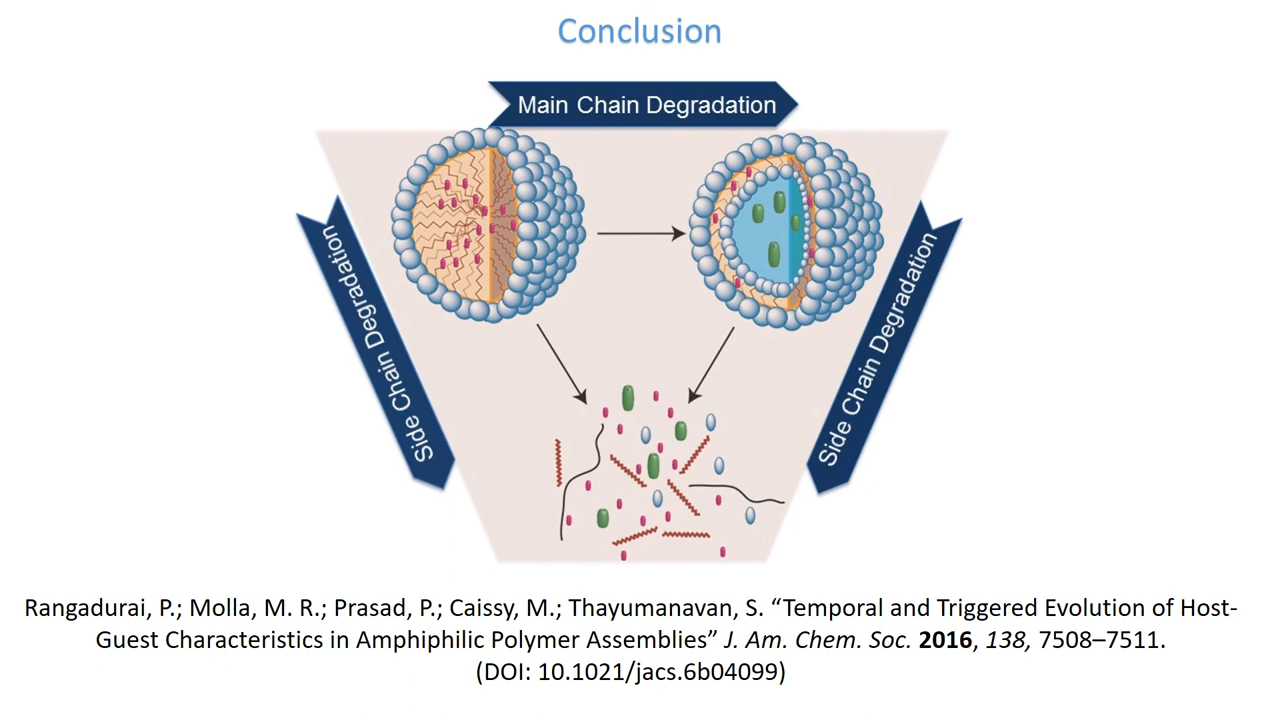 Conclusion
Main Chain Degradation
Side Chain Degradation
Side Chain Degradation
Rangadurai, P.; Molla, M. R.; Prasad, P.; Caissy, M.; Thayumanavan, S. “Temporal and Triggered Evolution of Host-
Guest Characteristics in Amphiphilic Polymer Assemblies” J. Am. Chem. Soc. 2016, 138, 7508–7511.
(DOI: 10.1021/jacs.6b04099)